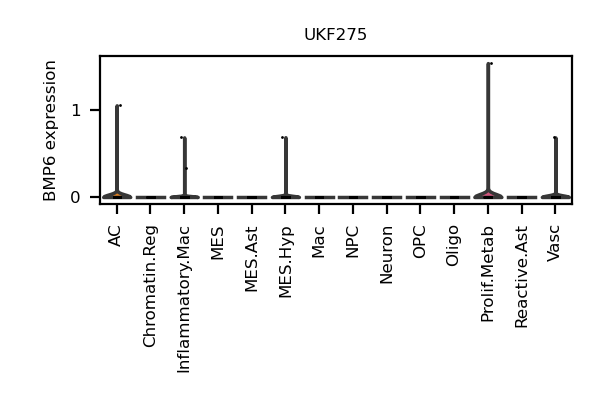 UKF275
BMP6 expression
1
0
AC
Chromatin.Reg
Inflammatory.Mac
MES
MES.Ast
MES.Hyp
Mac
NPC
Neuron
OPC
Oligo
Prolif.Metab
Reactive.Ast
Vasc